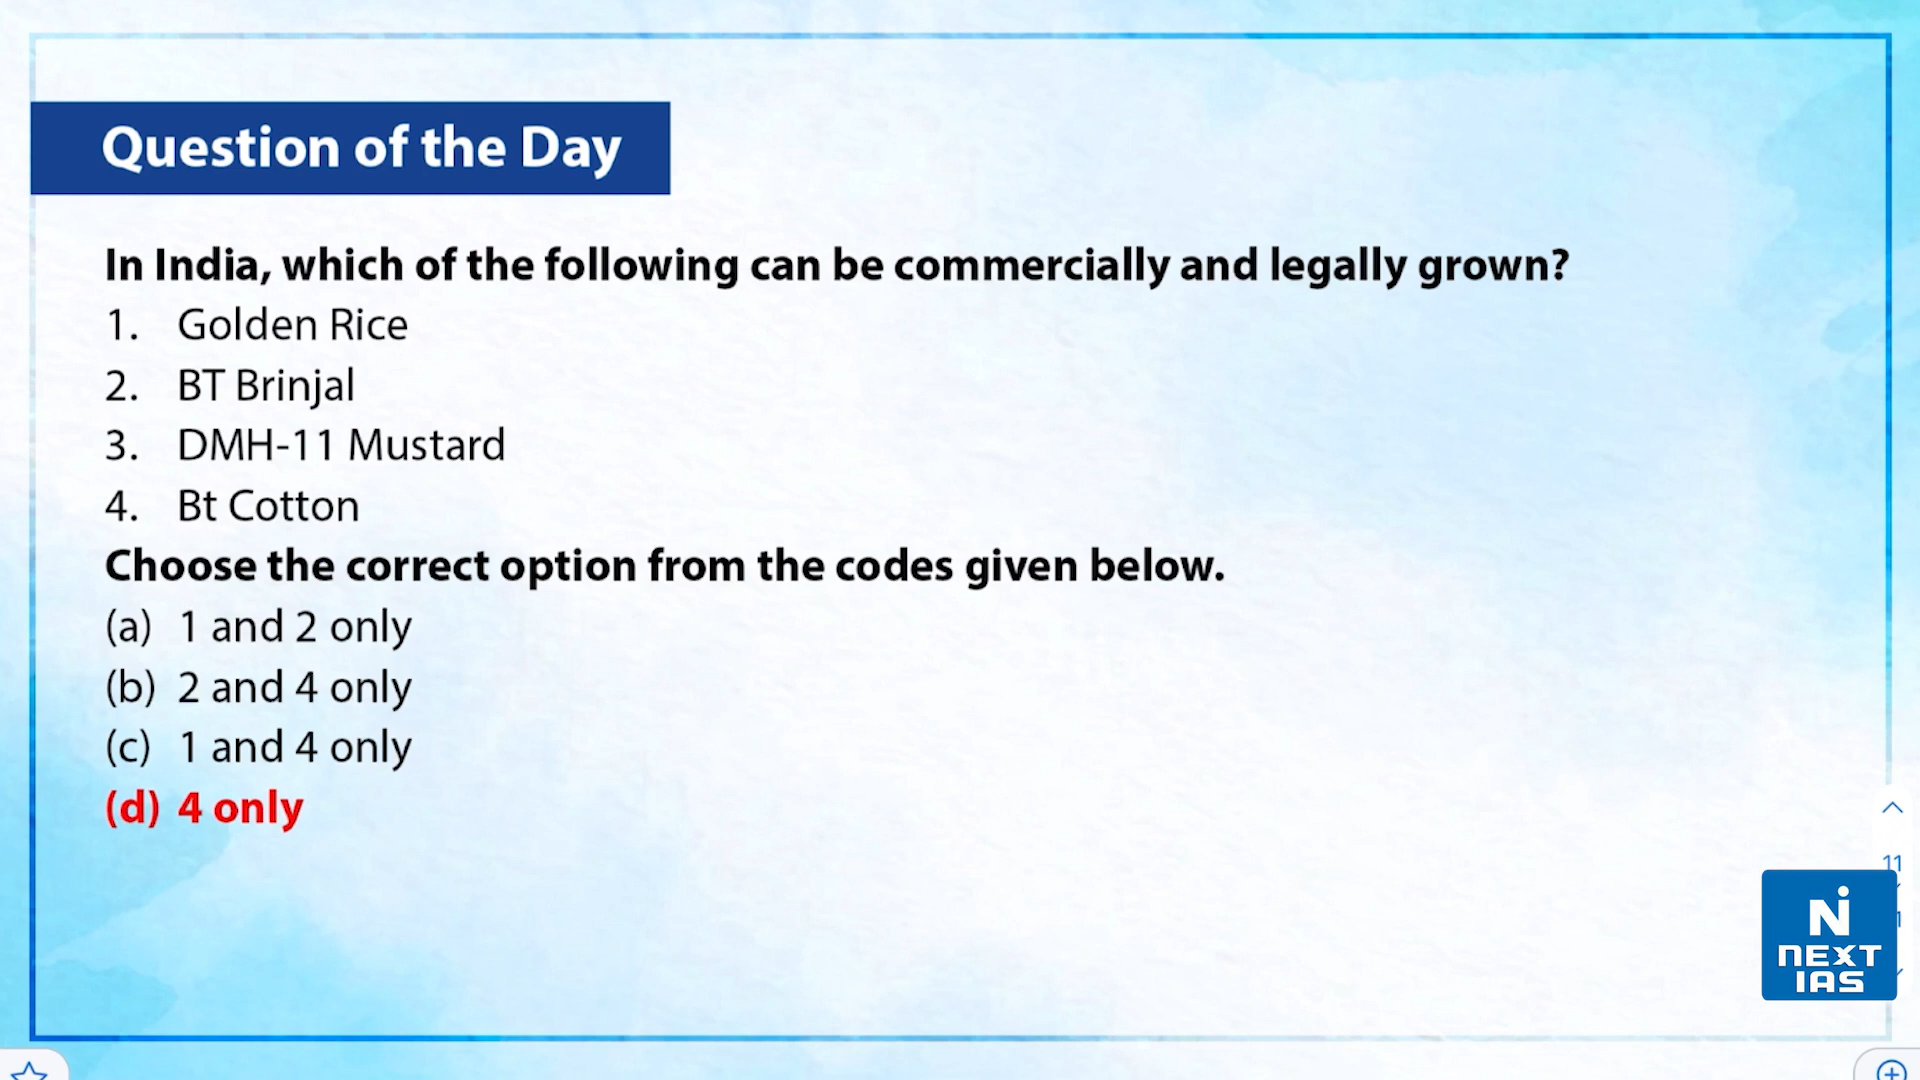 Question of the Day
In India, which of the following can be commercially and legally grown?
1. Golden Rice
2. BT Brinjal
3. DMH-11 Mustard
4. Bt Cotton
Choose the correct option from the codes given below.
(a) 1 and 2 only
(b) 2 and 4 only
(c) 1 and 4 only
(d) 4 only
11
NEXT
IAS